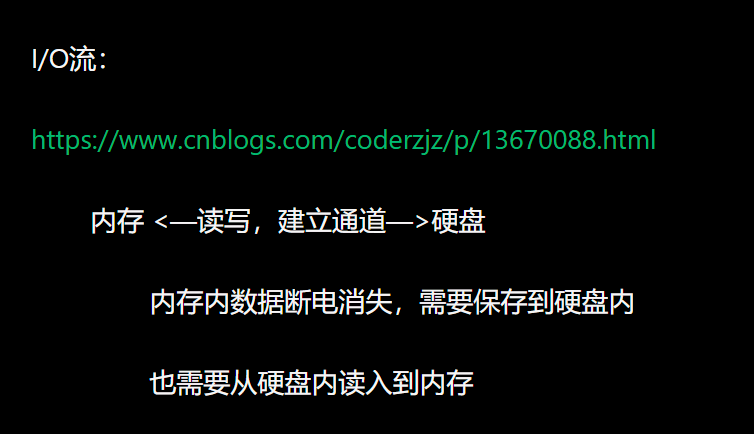 I/O流：
https://www.cnblogs.com/coderzjz/p/13670088.html
内存 <—读写，建立通道—>硬盘
内存内数据断电消失，需要保存到硬盘内
也需要从硬盘内读入到内存